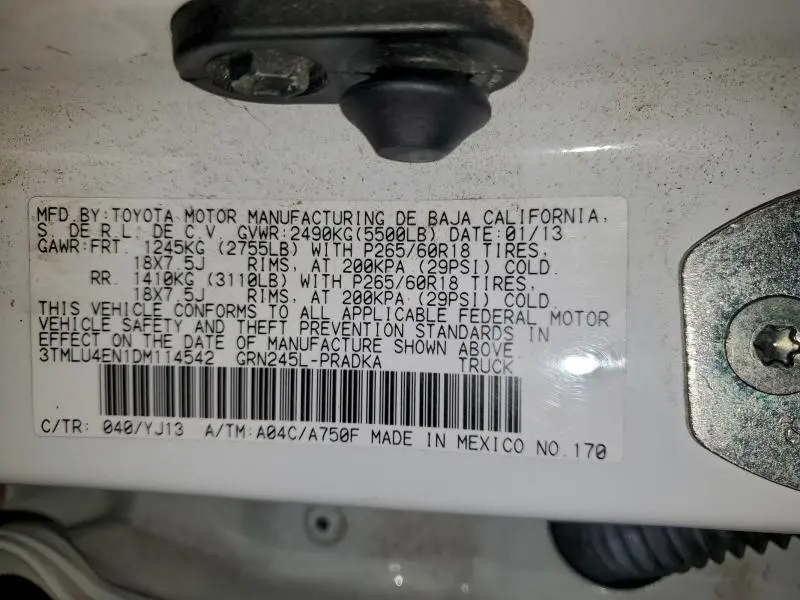 MFD.BY:TOYOTA MOTOR MANUFACTURING DE BAJA CALIFORNIA,
S. DE R.L. DE C.V. GVWR:2490KG(5500LB) DATE:01/13
GAWR:FRT. 1245KG (2755LB) WITH P265/60R18 TIRES,
18X7.5J RIMS, AT 200KPA (29PSI) COLD.
RR. 1410KG (3110LB) WITH P265/60R18 TIRES,
18X7.5J RIMS, AT 200KPA (29PSI) COLD.
THIS VEHICLE CONFORMS TO ALL APPLICABLE FEDERAL MOTOR
VEHICLE SAFETY AND THEFT PREVENTION STANDARDS IN
EFFECT ON THE DATE OF MANUFACTURE SHOWN ABOVE.
3TMLU4EN1DM114542 GRN245L-PRADKA TRUCK
C/TR: 040/YJ13 A/TM:A04C/A750F MADE IN MEXICO NO.170